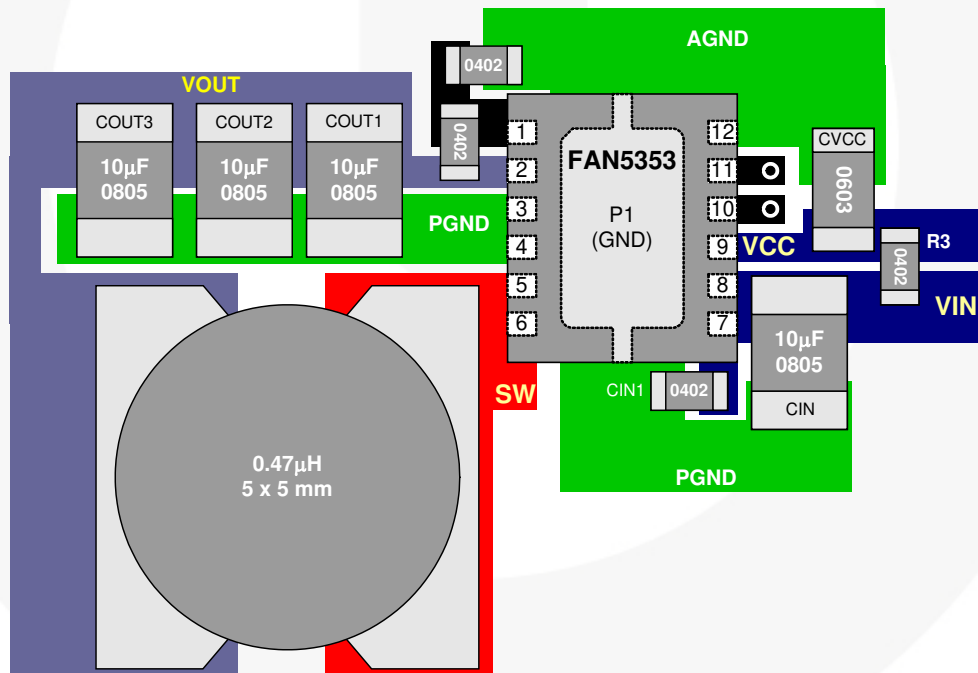 AGND
0402
VOUT
COUT3
COUT2
COUT1
10µF
0805
10µF
0805
10µF
0805
0402
PGND
1
2
3
4
5
6
FAN5353
P1
(GND)
12
11
10
9
8
7
CVCC
0603
VCC
R3
0402
VIN
10µF
0805
CIN
SW
CIN1
0402
PGND
0.47µH
5 x 5 mm